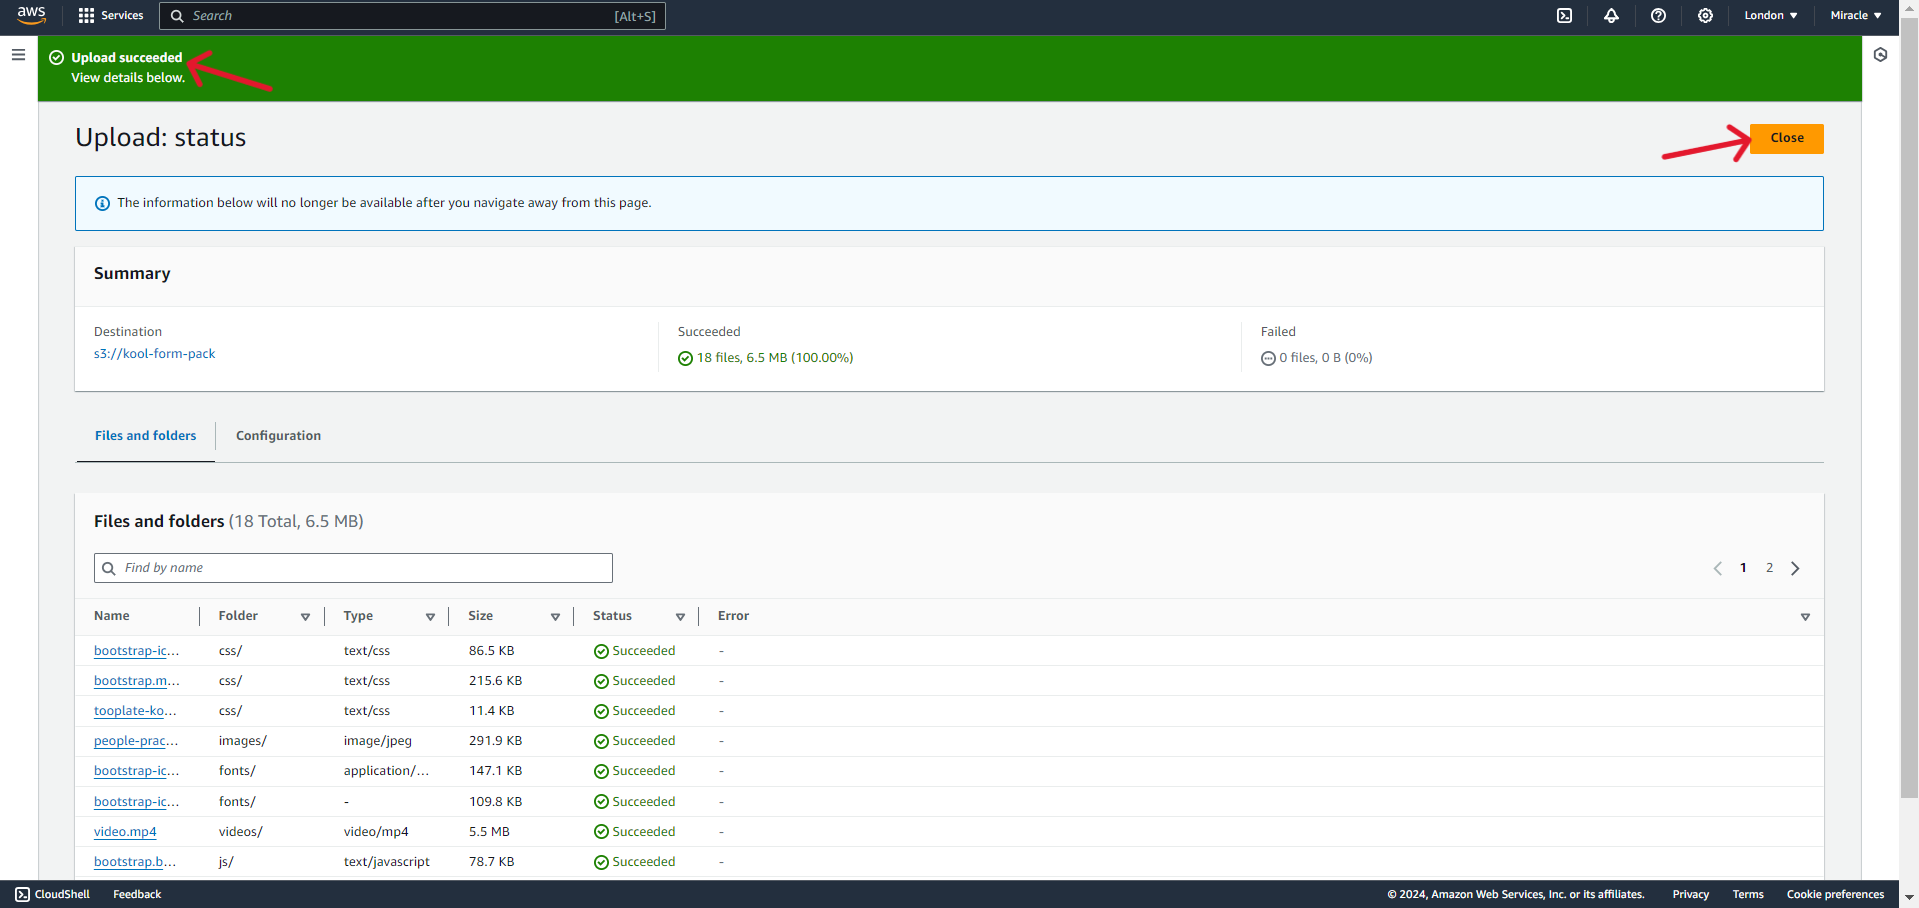 aws
Services
Search
[Alt+S]
London
Miracle
Upload succeeded
View details below.
Upload: status
Close
The information below will no longer be available after you navigate away from this page.
Summary
Destination
s3://kool-form-pack
Succeeded
18 files, 6.5 MB (100.00%)
Failed
0 files, 0 B (0%)
Files and folders
Configuration
Files and folders (18 Total, 6.5 MB)
Find by name
1 2
Name Folder Type Size Status Error
bootstrap-ic... css/ text/css 86.5 KB Succeeded -
bootstrap.m... css/ text/css 215.6 KB Succeeded -
tooplate-ko... css/ text/css 11.4 KB Succeeded -
people-prac... images/ image/jpeg 291.9 KB Succeeded -
bootstrap-ic... fonts/ application/... 147.1 KB Succeeded -
bootstrap-ic... fonts/ - 109.8 KB Succeeded -
video.mp4 videos/ video/mp4 5.5 MB Succeeded -
bootstrap.b... js/ text/javascript 78.7 KB Succeeded -
CloudShell Feedback © 2024, Amazon Web Services, Inc. or its affiliates. Privacy Terms Cookie preferences